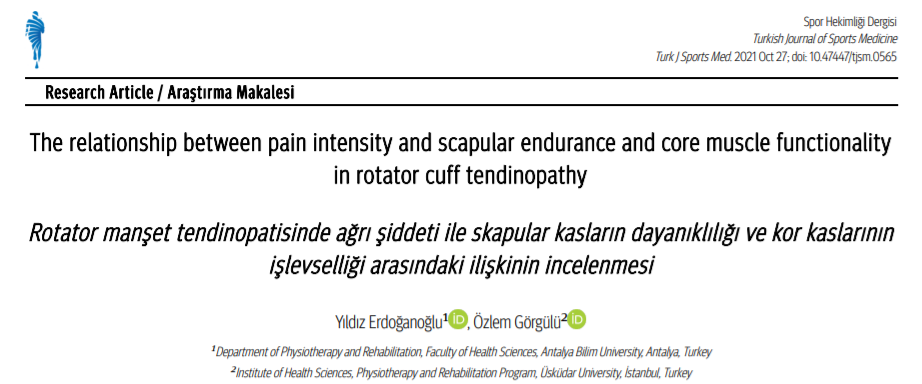 Spor Hekimliği Dergisi
Turkish Journal of Sports Medicine
Turk J Sports Med. 2021 Oct 27; doi: 10.47447/tjsm.0565
Research Article / Araştırma Makalesi
The relationship between pain intensity and scapular endurance and core muscle functionality
in rotator cuff tendinopathy
Rotator manşet tendinopatisinde ağrı şiddeti ile skapular kasların dayanıklılığı ve kor kaslarının
işlevselliği arasındaki ilişkinin incelenmesi
Yıldız Erdoğanoğlu¹ iD, Özlem Görgülü² iD
¹Department of Physiotherapy and Rehabilitation, Faculty of Health Sciences, Antalya Bilim University, Antalya, Turkey
²Institute of Health Sciences, Physiotherapy and Rehabilitation Program, Üsküdar University, İstanbul, Turkey